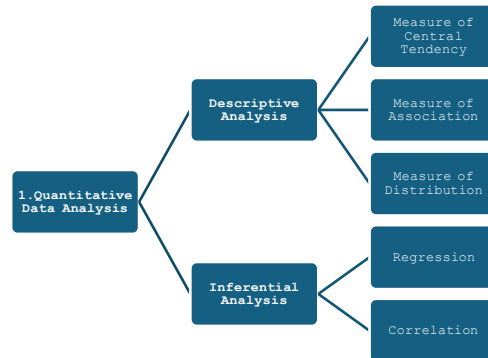 Measure of
Central
Tendency
Descriptive
Analysis
Measure of
Association
Measure of
Distribution
1.Quantitative
Data Analysis
Regression
Inferential
Analysis
Correlation